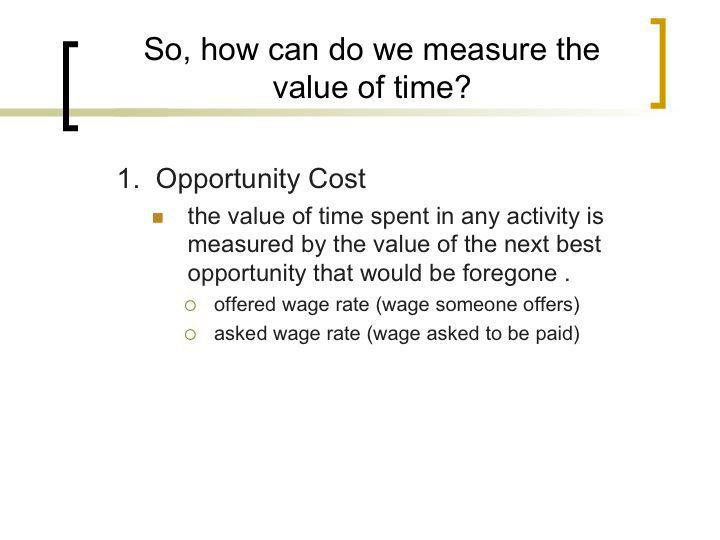 So, how can do we measure the
value of time?
1. Opportunity Cost
the value of time spent in any activity is
measured by the value of the next best
opportunity that would be foregone .
offered wage rate (wage someone offers)
asked wage rate (wage asked to be paid)